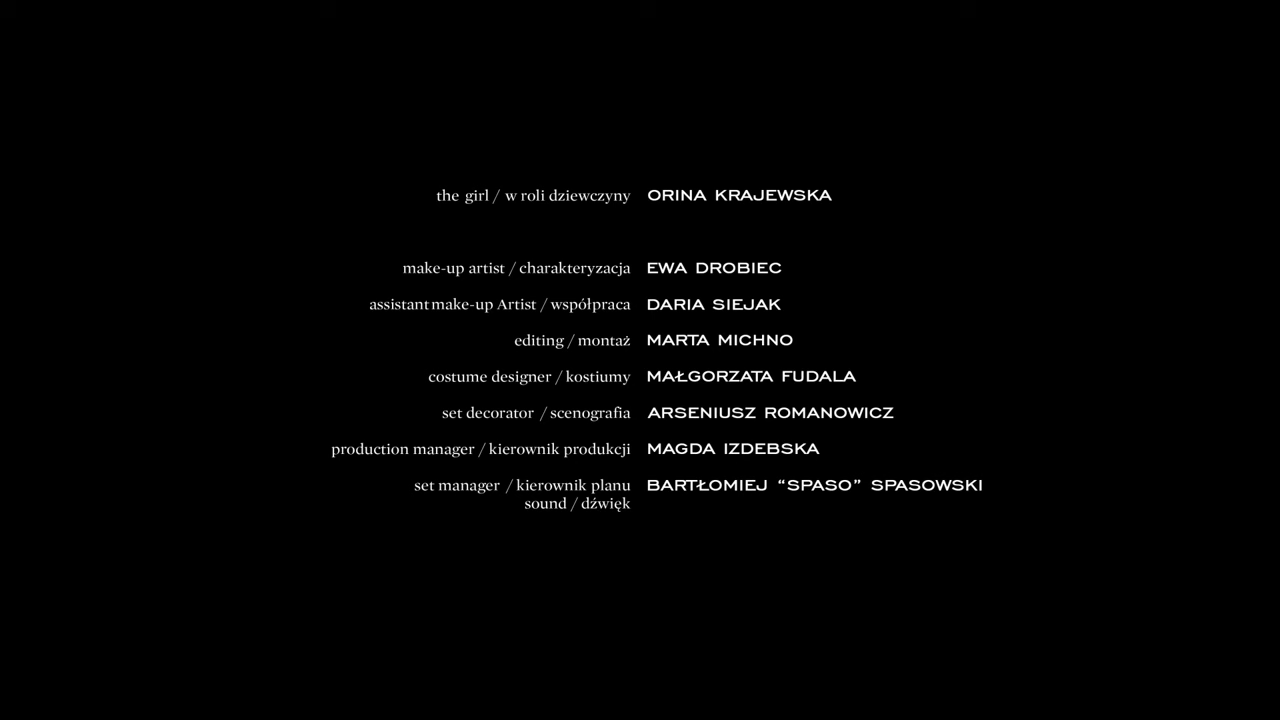 the girl / w roli dziewczyny ORINA KRAJEWSKA
make-up artist / charakteryzacja EWA DROBIEC
assistant make-up Artist / współpraca DARIA SIEJAK
editing / montaż MARTA MICHNO
costume designer / kostiumy MAŁGORZATA FUDALA
set decorator / scenografia ARSENIUSZ ROMANOWICZ
production manager / kierownik produkcji MAGDA IZDEBSKA
set manager / kierownik planu BARTŁOMIEJ “SPASO” SPASOWSKI
sound / dźwięk